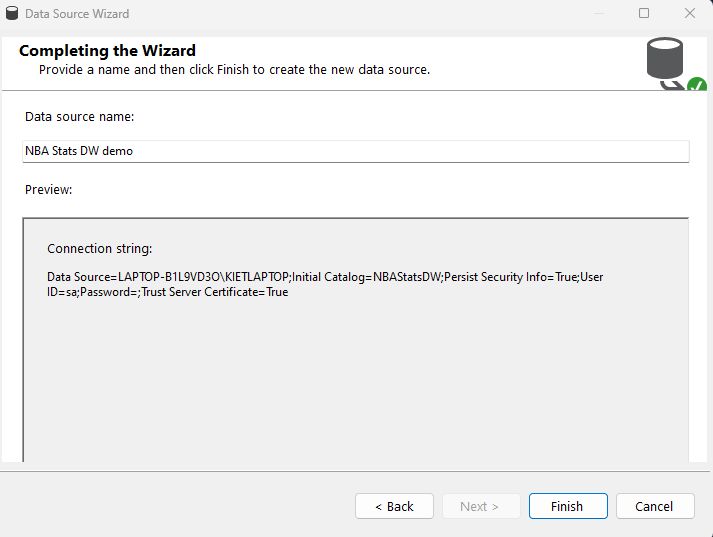 Data Source Wizard
Completing the Wizard
Provide a name and then click Finish to create the new data source.
Data source name:
NBA Stats DW demo
Preview:
Connection string:
Data Source=LAPTOP-B1L9VD3O\KIETLAPTOP;Initial Catalog=NBAStatsDW;Persist Security Info=True;User
ID=sa;Password=;Trust Server Certificate=True
< Back
Next >
Finish
Cancel